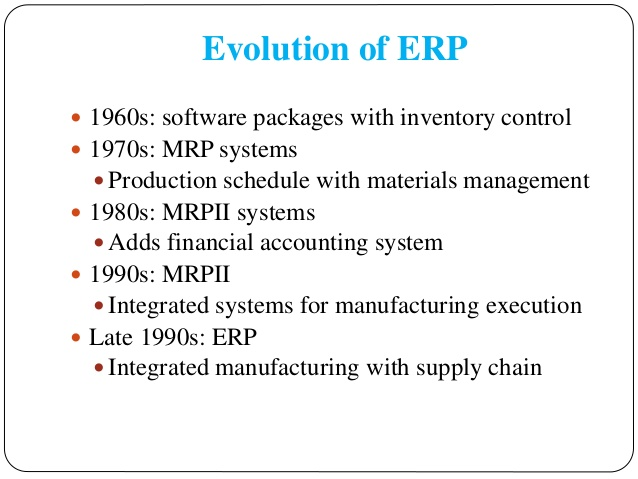 Evolution of ERP
• 1960s: software packages with inventory control
• 1970s: MRP systems
• Production schedule with materials management
• 1980s: MRPII systems
• Adds financial accounting system
• 1990s: MRPII
• Integrated systems for manufacturing execution
• Late 1990s: ERP
• Integrated manufacturing with supply chain